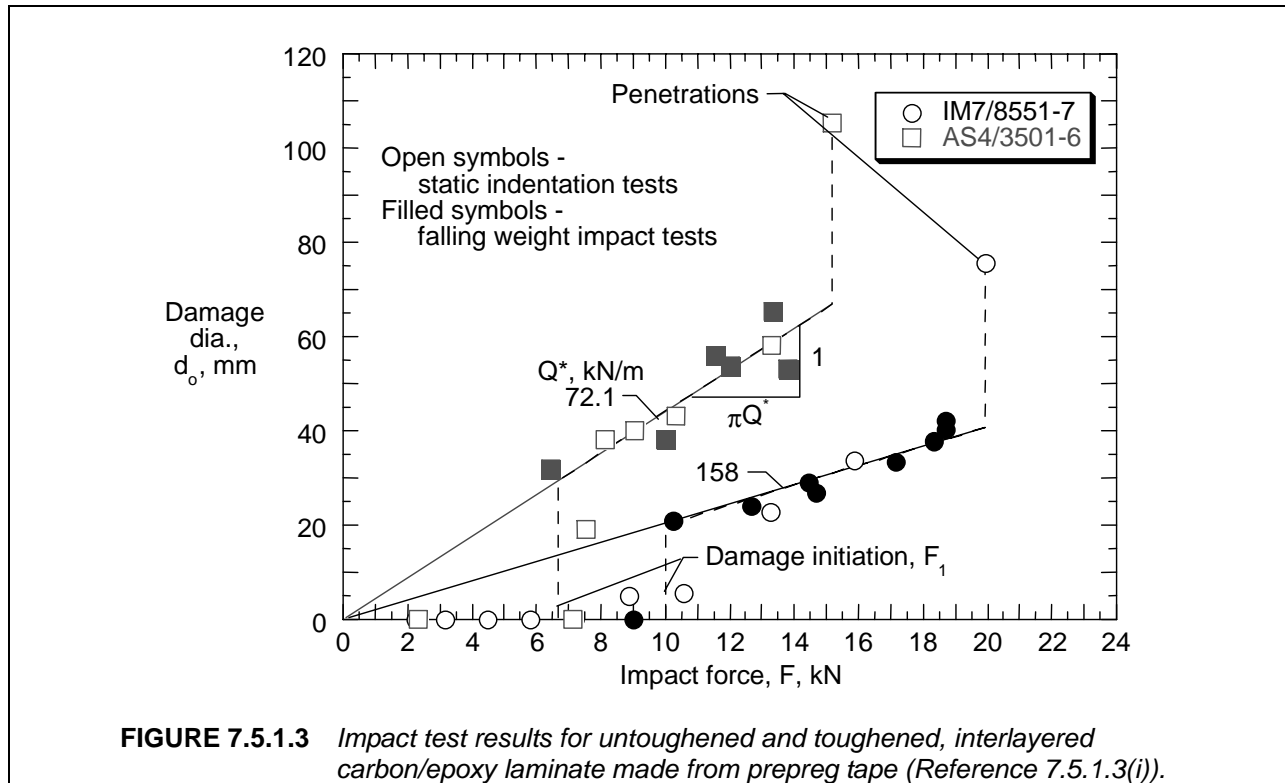 120
100
80
60
40
20
0
Damage
dia.,
d₀, mm
Penetrations
IM7/8551-7
AS4/3501-6
Open symbols -
static indentation tests
Filled symbols -
falling weight impact tests
Q*, kN/m
72.1
1
πQ*
158
Damage initiation, F₁
0 2 4 6 8 10 12 14 16 18 20 22 24
Impact force, F, kN
FIGURE 7.5.1.3 Impact test results for untoughened and toughened, interlayered
carbon/epoxy laminate made from prepreg tape (Reference 7.5.1.3(i)).